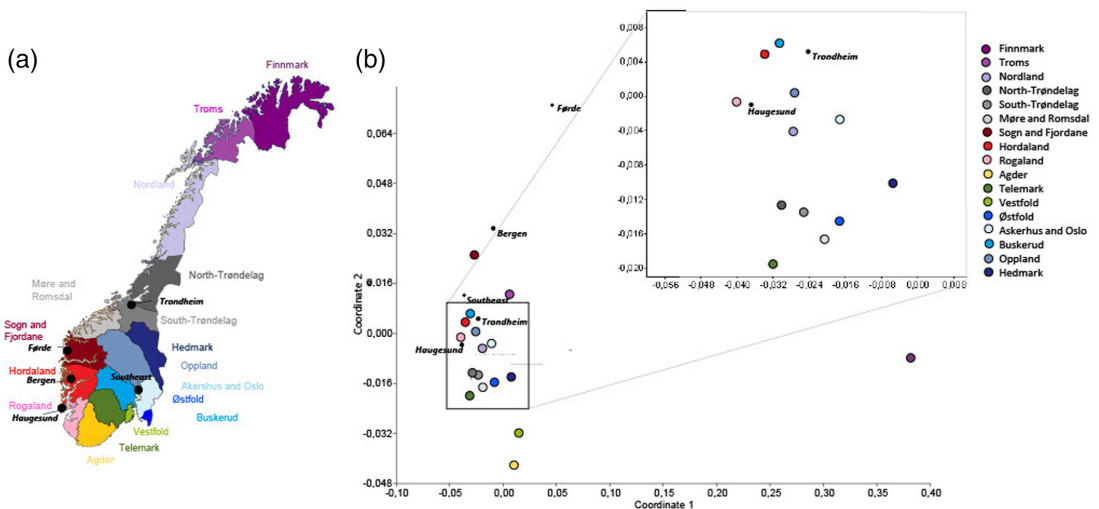 (a)
Finnmark
Troms
Nordland
North-Trøndelag
Møre and
Romsdal
Trondheim
South-Trøndelag
Sogn and
Fjordane
Førde
Hedmark
Hordaland
Oppland
Bergen
Southeast
Akershus and Oslo
Rogaland
Østfold
Haugesund
Buskerud
Vestfold
Telemark
Agder
(b)
Coordinate 2
0,064
0,048
0,032
0,016
0,000
-0,016
-0,032
-0,048
-0,10
-0,05
0,00
0,05
0,10
0,15
0,20
0,25
0,30
0,35
0,40
Coordinate 1
Førde
Bergen
Southeast
Trondheim
Haugesund
0,008
0,004
0,000
-0,004
-0,008
-0,012
-0,016
-0,020
-0,056
-0,048
-0,040
-0,032
-0,024
-0,016
-0,008
0,000
0,008
Trondheim
Haugesund
Finnmark
Troms
Nordland
North-Trøndelag
South-Trøndelag
Møre and Romsdal
Sogn and Fjordane
Hordaland
Rogaland
Agder
Telemark
Vestfold
Østfold
Askerhus and Oslo
Buskerud
Oppland
Hedmark